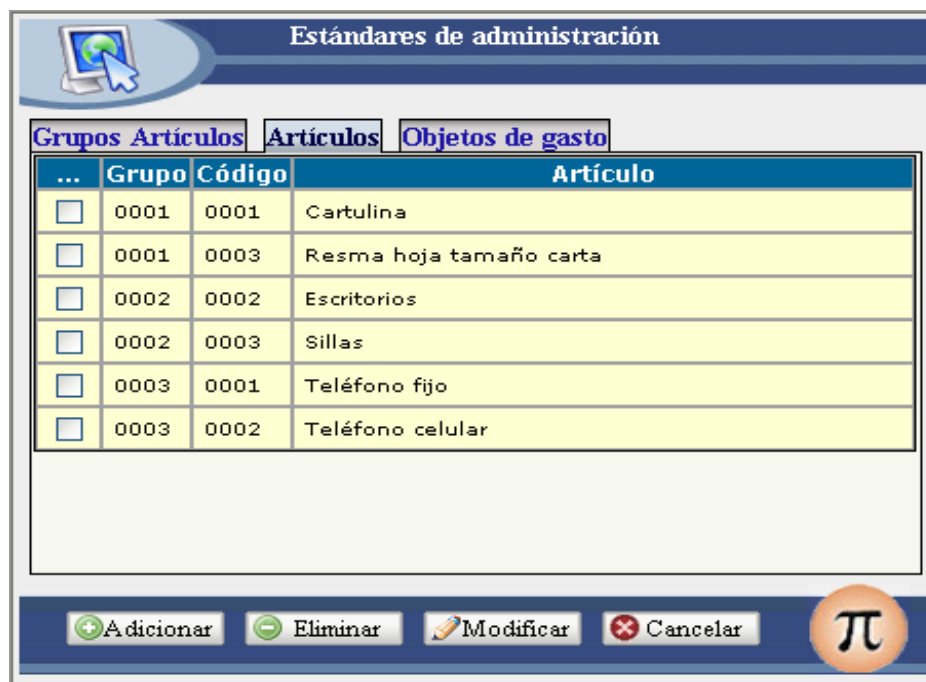 Estándares de administración
Grupos Artículos Artículos Objetos de gasto
... Grupo Código Artículo
0001 0001 Cartulina
0001 0003 Resma hoja tamaño carta
0002 0002 Escritorios
0002 0003 Sillas
0003 0001 Teléfono fijo
0003 0002 Teléfono celular
Adicionar Eliminar Modificar Cancelar π